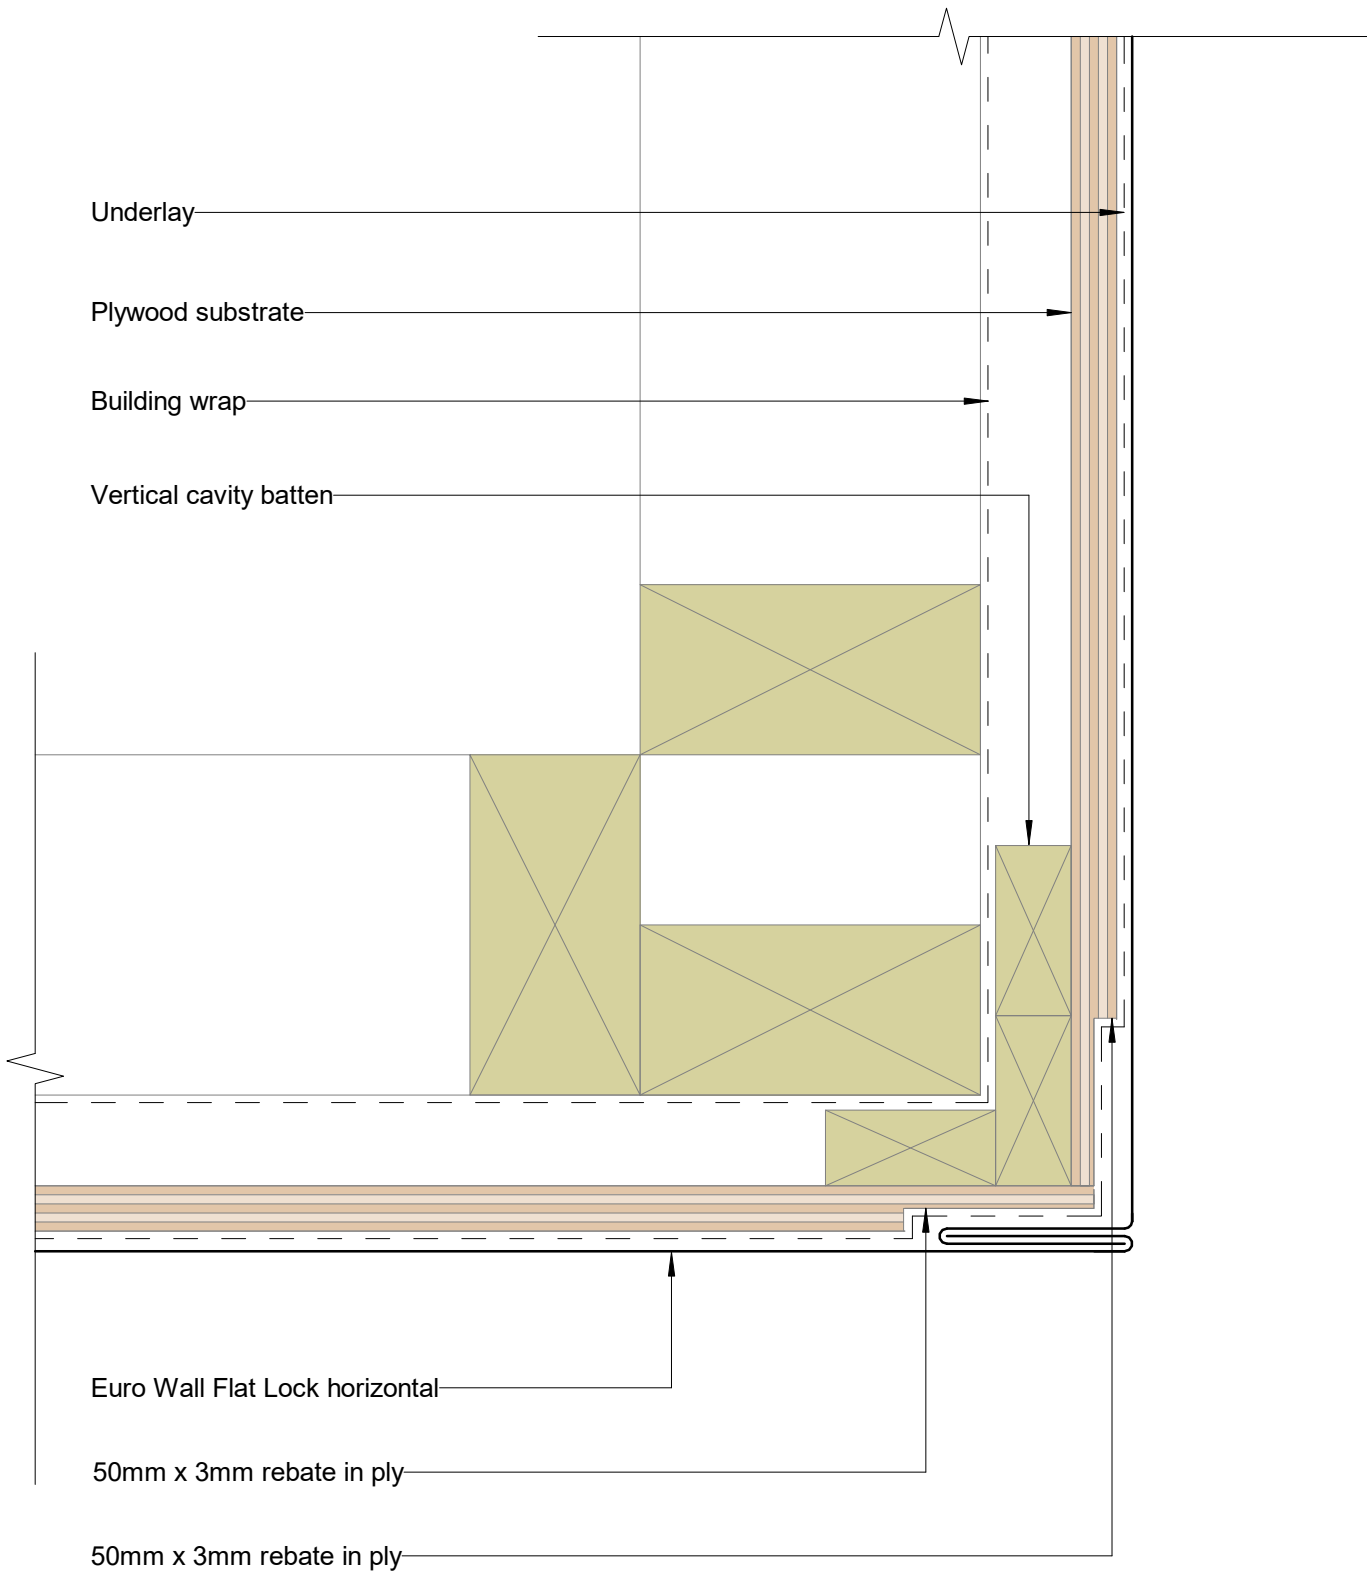 Underlay
Plywood substrate
Building wrap
Vertical cavity batten
Euro Wall Flat Lock horizontal
50mm x 3mm rebate in ply
50mm x 3mm rebate in ply